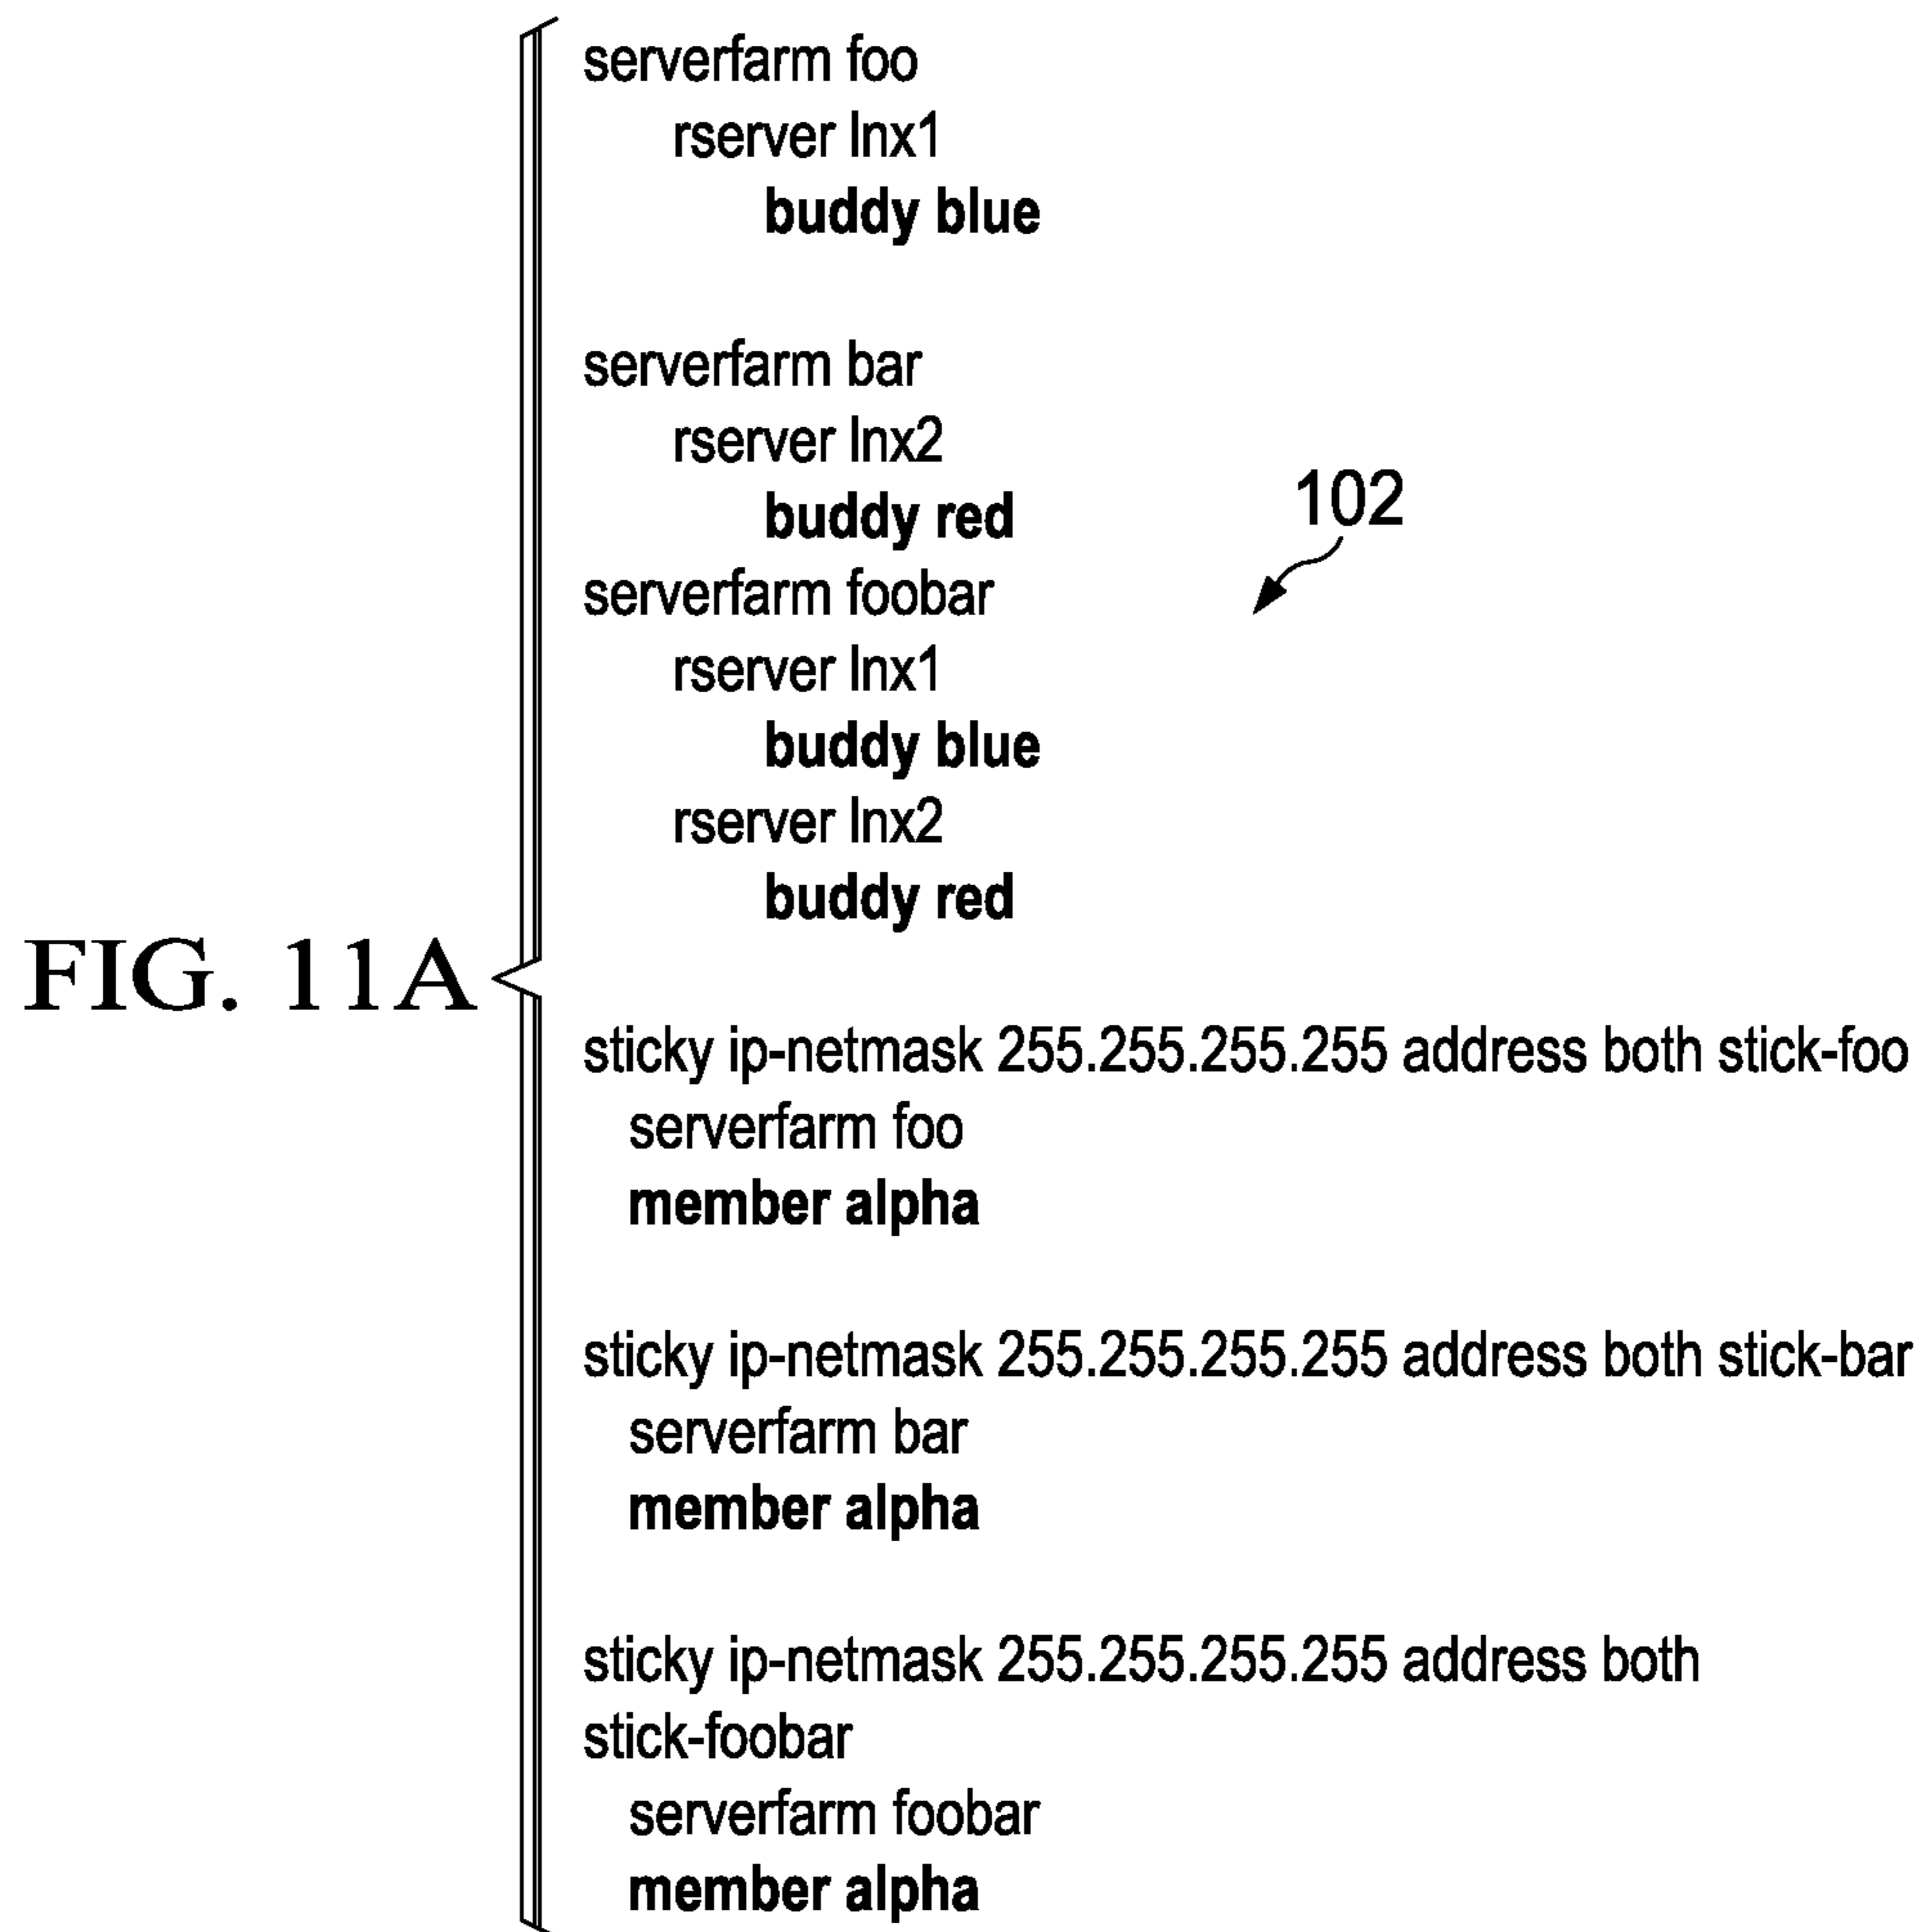 serverfarm foo
rserver lnx1
buddy blue
serverfarm bar
rserver lnx2
buddy red
102
serverfarm foobar
rserver lnx1
buddy blue
rserver lnx2
buddy red
FIG. 11A
sticky ip-netmask 255.255.255.255 address both stick-foo
serverfarm foo
member alpha
sticky ip-netmask 255.255.255.255 address both stick-bar
serverfarm bar
member alpha
sticky ip-netmask 255.255.255.255 address both
stick-foobar
serverfarm foobar
member alpha